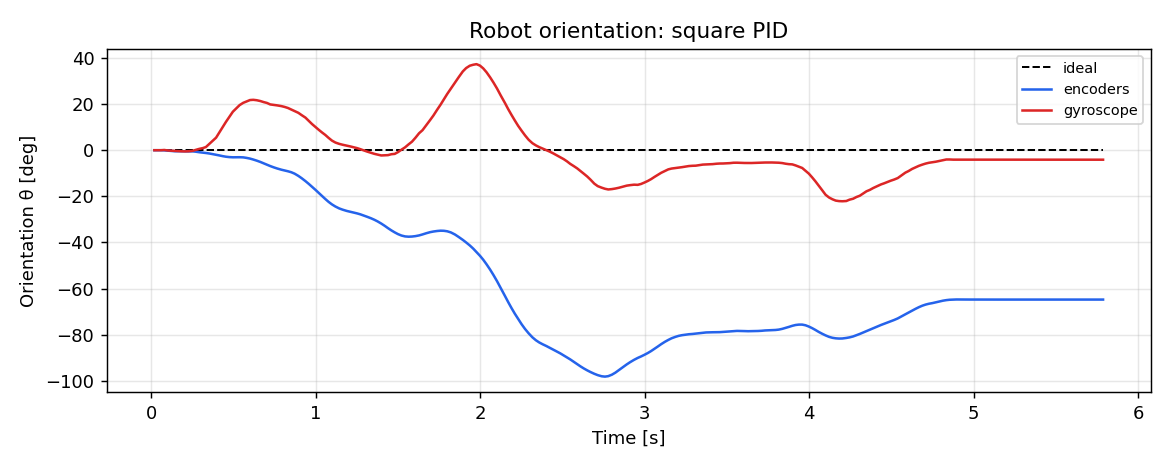 Robot orientation: square PID
Orientation θ [deg]
40
20
0
−20
−40
−60
−80
−100
ideal
encoders
gyroscope
0 1 2 3 4 5 6
Time [s]